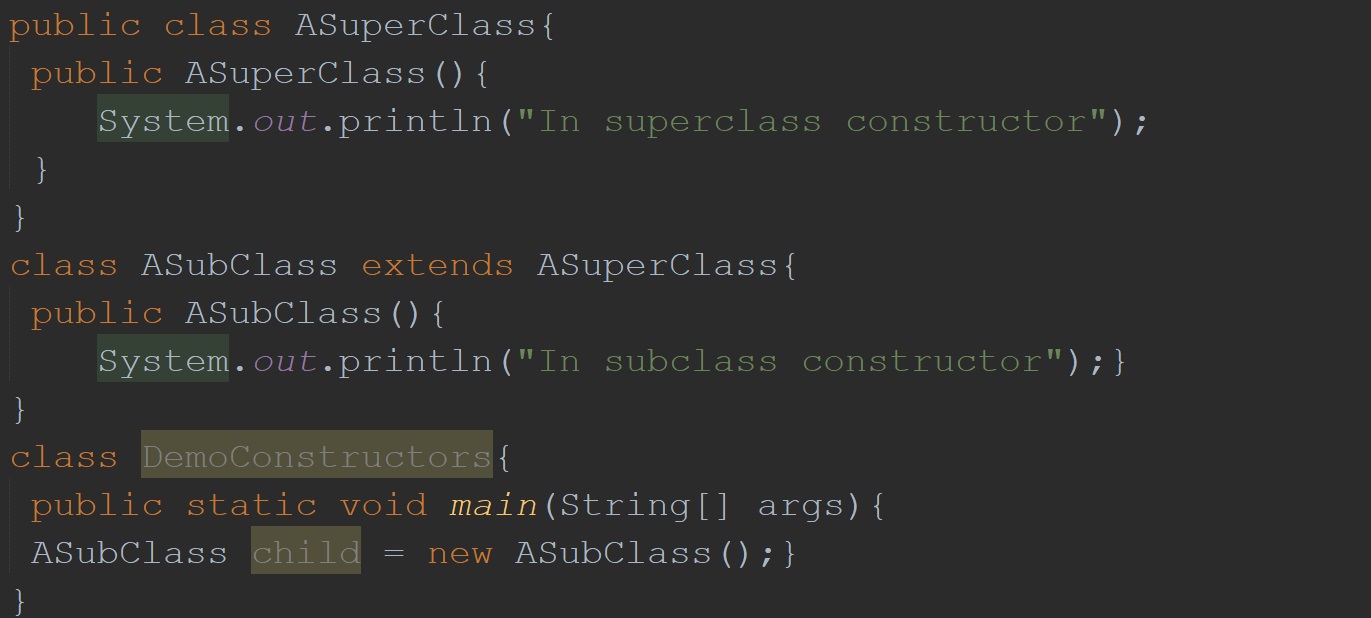 public class ASuperClass{
public ASuperClass(){
System.out.println("In superclass constructor");
}
}
class ASubClass extends ASuperClass{
public ASubClass(){
System.out.println("In subclass constructor");}
}
class DemoConstructors{
public static void main(String[] args){
ASubClass child = new ASubClass();}
}